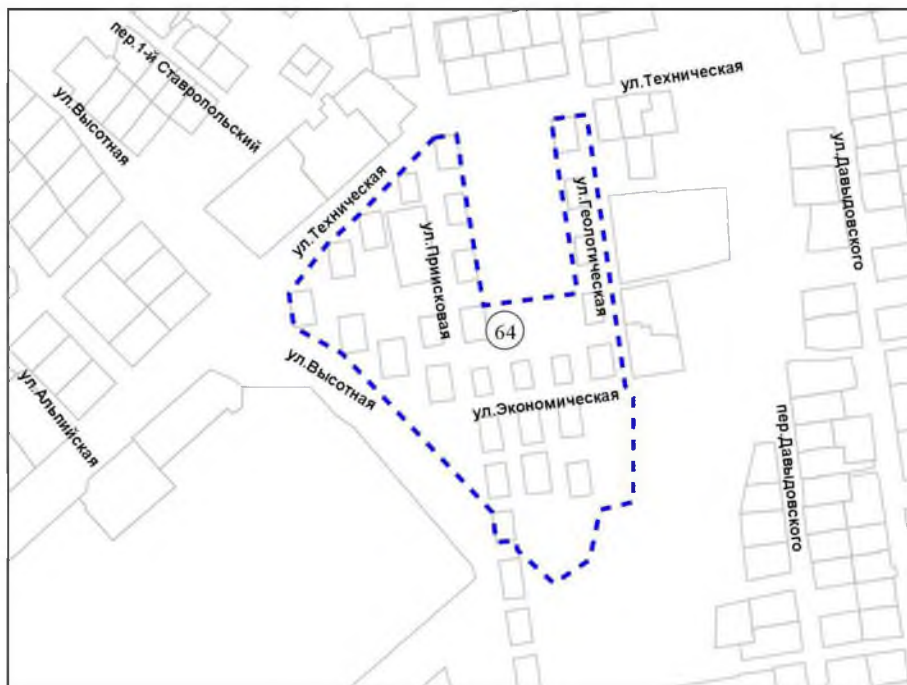 пер.1-й Ставропольский
ул.Техническая
ул.Высотная
ул.Давыдовского
ул.Техническая
ул.Геологическая
ул.Приисковая
64
ул.Высотная
ул.Экономическая
ул.Альпийская
пер.Давыдовского